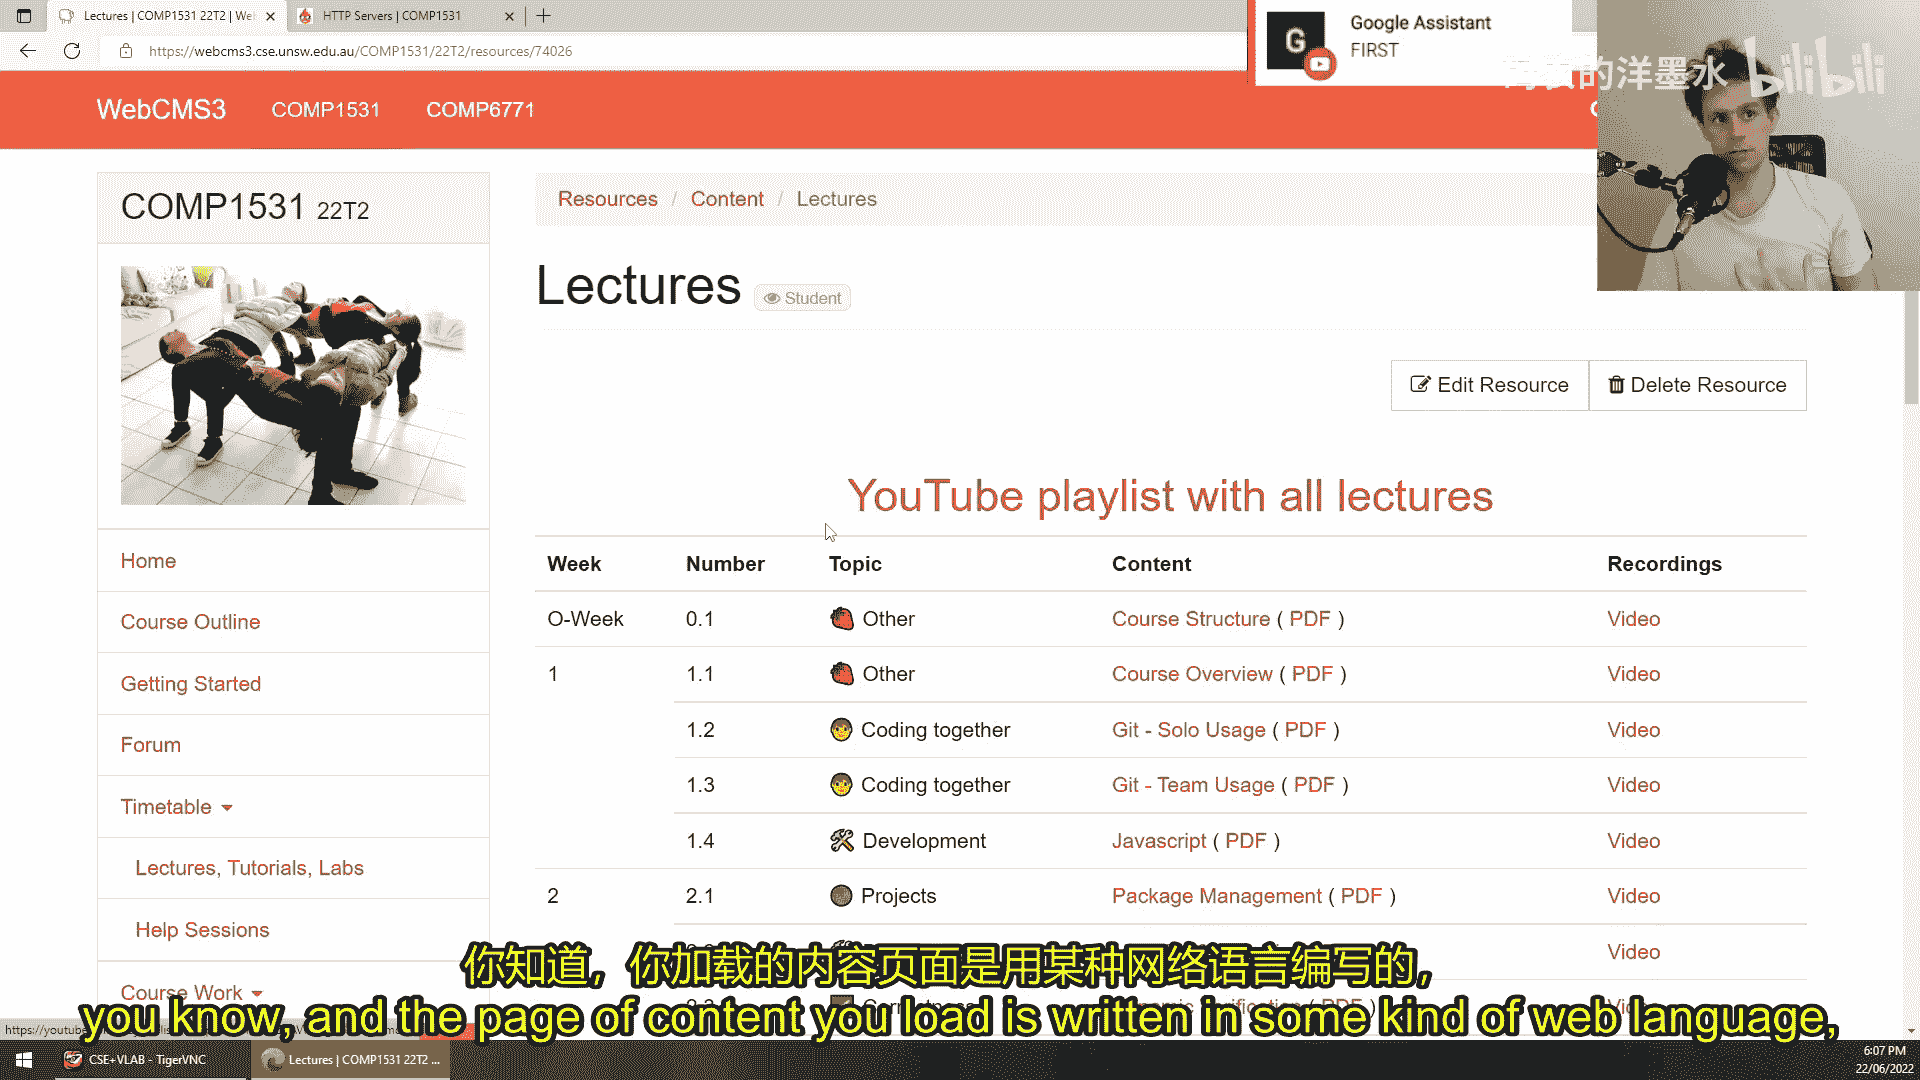 Lectures | COMP1531 22T2 | We
HTTP Servers | COMP1531
https://webcms3.cse.unsw.edu.au/COMP1531/22T2/resources/74026
G
Google Assistant
FIRST
的洋墨水 bilibili
WebCMS3
COMP1531
COMP6771
COMP1531 22T2
Resources / Content / Lectures
Lectures
Student
Edit Resource
Delete Resource
YouTube playlist with all lectures
Week Number Topic Content Recordings
O-Week 0.1 Other Course Structure ( PDF ) Video
1 1.1 Other Course Overview ( PDF ) Video
1.2 Coding together Git - Solo Usage ( PDF ) Video
1.3 Coding together Git - Team Usage ( PDF ) Video
1.4 Development Javascript ( PDF ) Video
2 2.1 Projects Package Management ( PDF ) Video
Video
Home
Course Outline
Getting Started
Forum
Timetable
Lectures, Tutorials, Labs
Help Sessions
Course Work
你知道，你加载的内容页面是用某种网络语言编写的，
you know, and the page of content you load is written in some kind of web language,
https://youtube
CSE+VLAB - TigerVNC
Lectures | COMP1531 22T2 ...
6:07 PM
22/06/2022